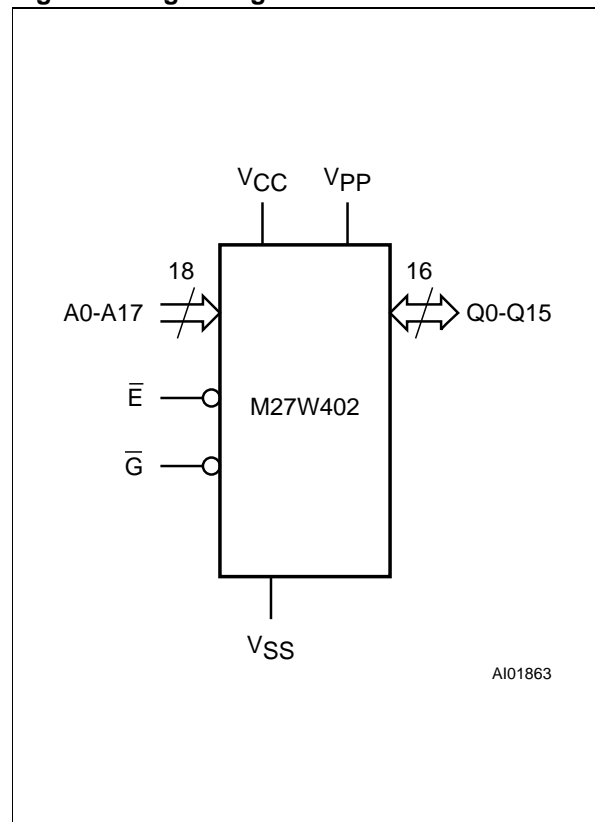 VCC VPP
18 16
A0-A17 Q0-Q15
E̅
M27W402
G̅
VSS
AI01863